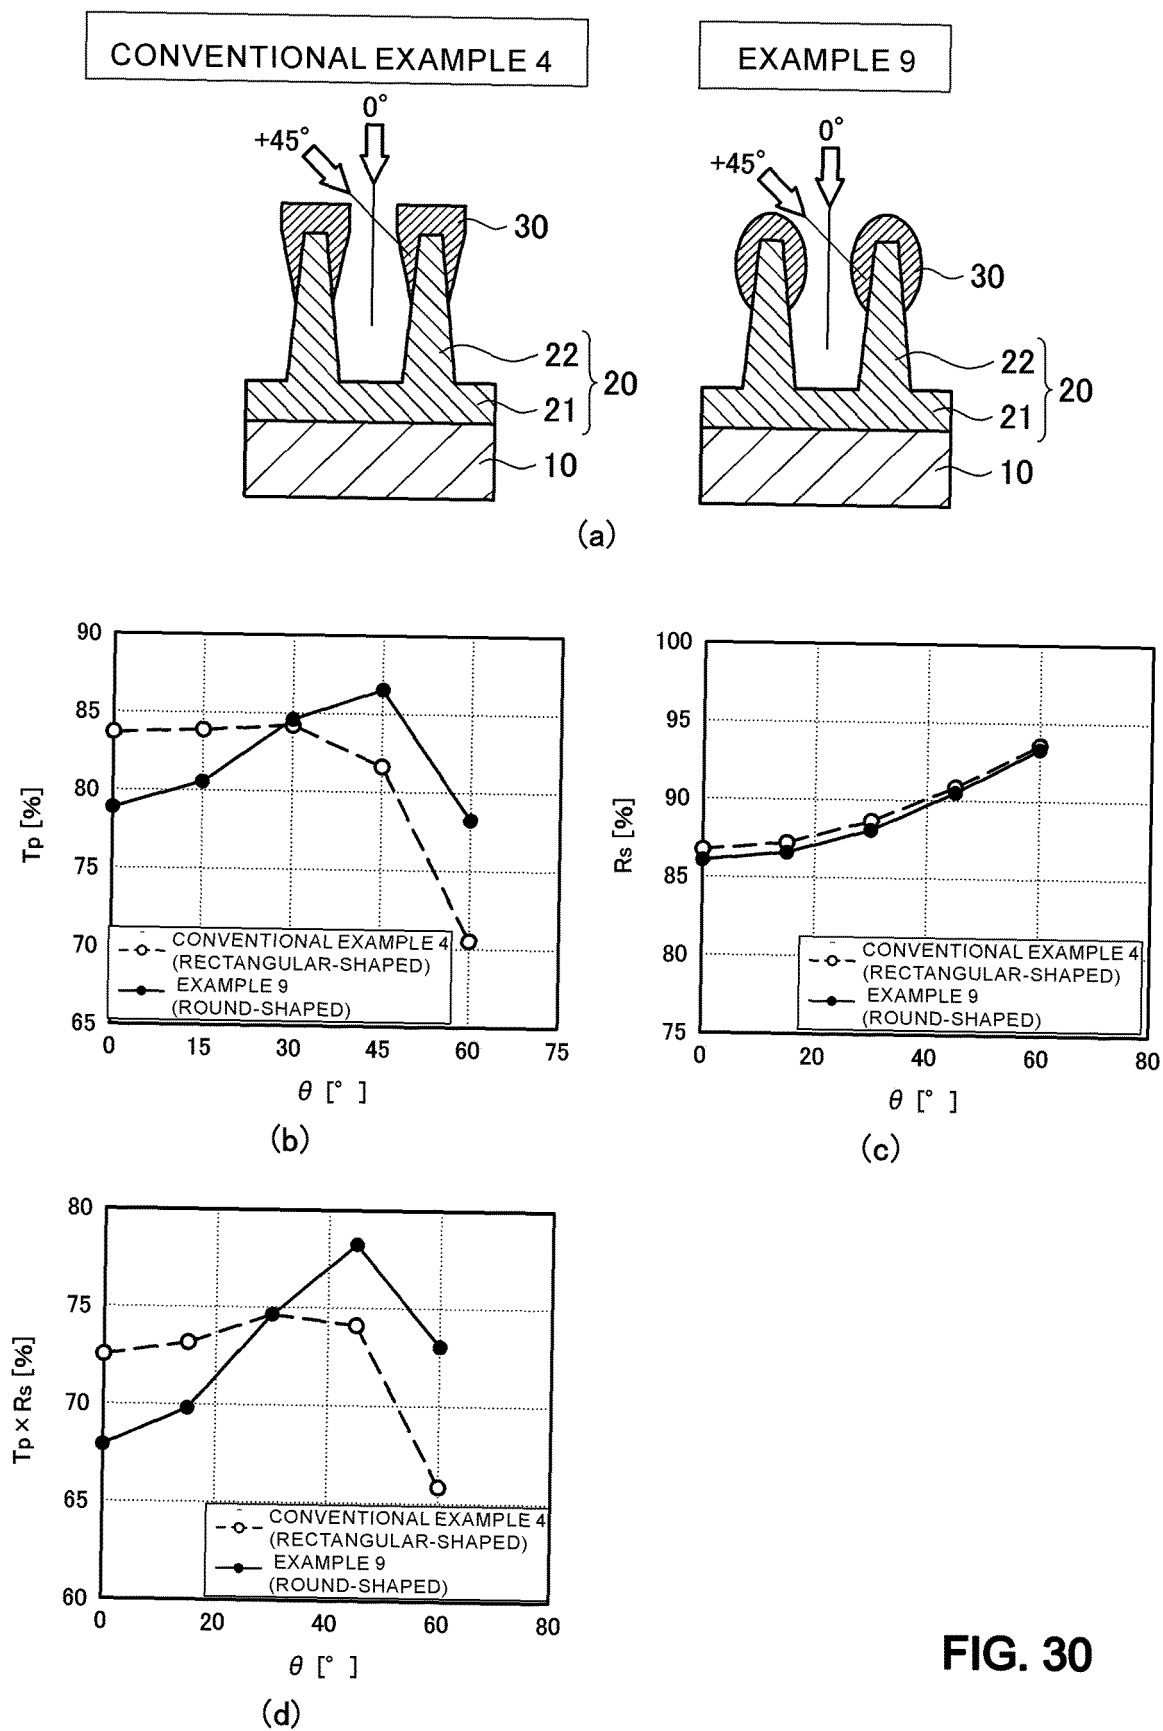 CONVENTIONAL EXAMPLE 4
EXAMPLE 9
0°
+45°
30
22
20
21
10
0°
+45°
30
22
20
21
10
(a)
90
85
80
75
70
65
Tp [%]
CONVENTIONAL EXAMPLE 4
(RECTANGULAR-SHAPED)
EXAMPLE 9
(ROUND-SHAPED)
0 15 30 45 60 75
θ [° ]
(b)
100
95
90
85
80
75
Rs [%]
CONVENTIONAL EXAMPLE 4
(RECTANGULAR-SHAPED)
EXAMPLE 9
(ROUND-SHAPED)
0 20 40 60 80
θ [° ]
(c)
80
75
70
65
60
Tp × Rs [%]
CONVENTIONAL EXAMPLE 4
(RECTANGULAR-SHAPED)
EXAMPLE 9
(ROUND-SHAPED)
0 20 40 60 80
θ [° ]
(d)
FIG. 30